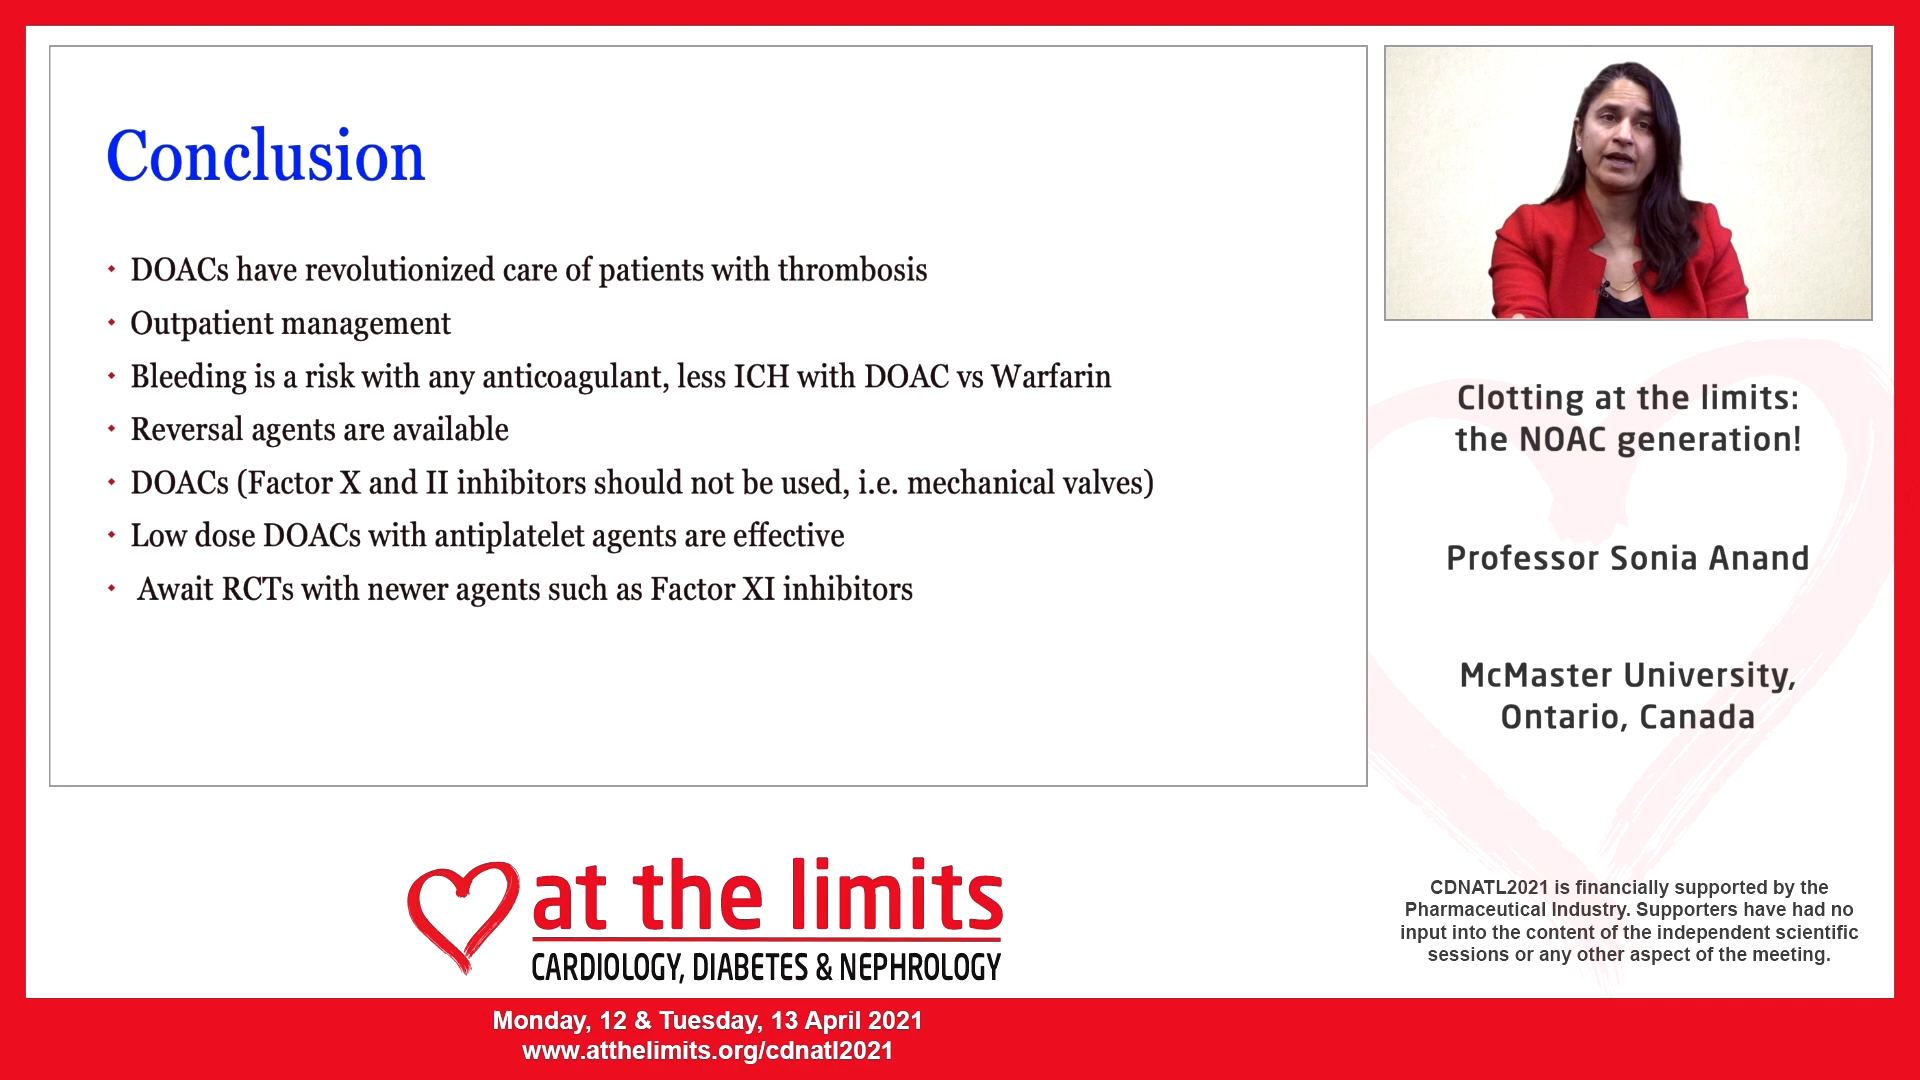 Conclusion
DOACs have revolutionized care of patients with thrombosis
Outpatient management
Bleeding is a risk with any anticoagulant, less ICH with DOAC vs Warfarin
Reversal agents are available
DOACs (Factor X and II inhibitors should not be used, i.e. mechanical valves)
Low dose DOACs with antiplatelet agents are effective
Await RCTs with newer agents such as Factor XI inhibitors
Clotting at the limits:
the NOAC generation!
Professor Sonia Anand
McMaster University,
Ontario, Canada
at the limits
CARDIOLOGY, DIABETES & NEPHROLOGY
CDNATL2021 is financially supported by the
Pharmaceutical Industry. Supporters have had no
input into the content of the independent scientific
sessions or any other aspect of the meeting.
Monday, 12 & Tuesday, 13 April 2021
www.atthelimits.org/cdnatl2021